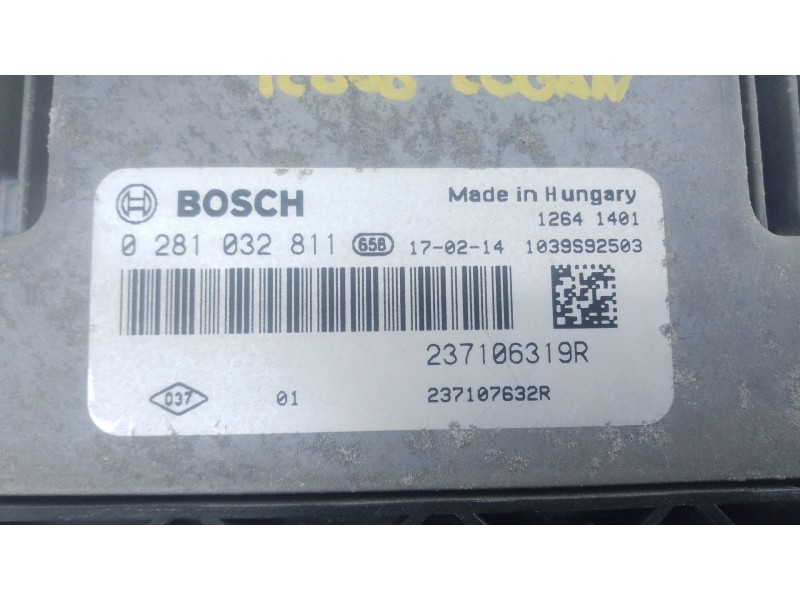 LOGAN
BOSCH
Made in Hungary
1264 1401
0 281 032 811 658 17-02-14 1039S92503
237106319R
037 01 237107632R